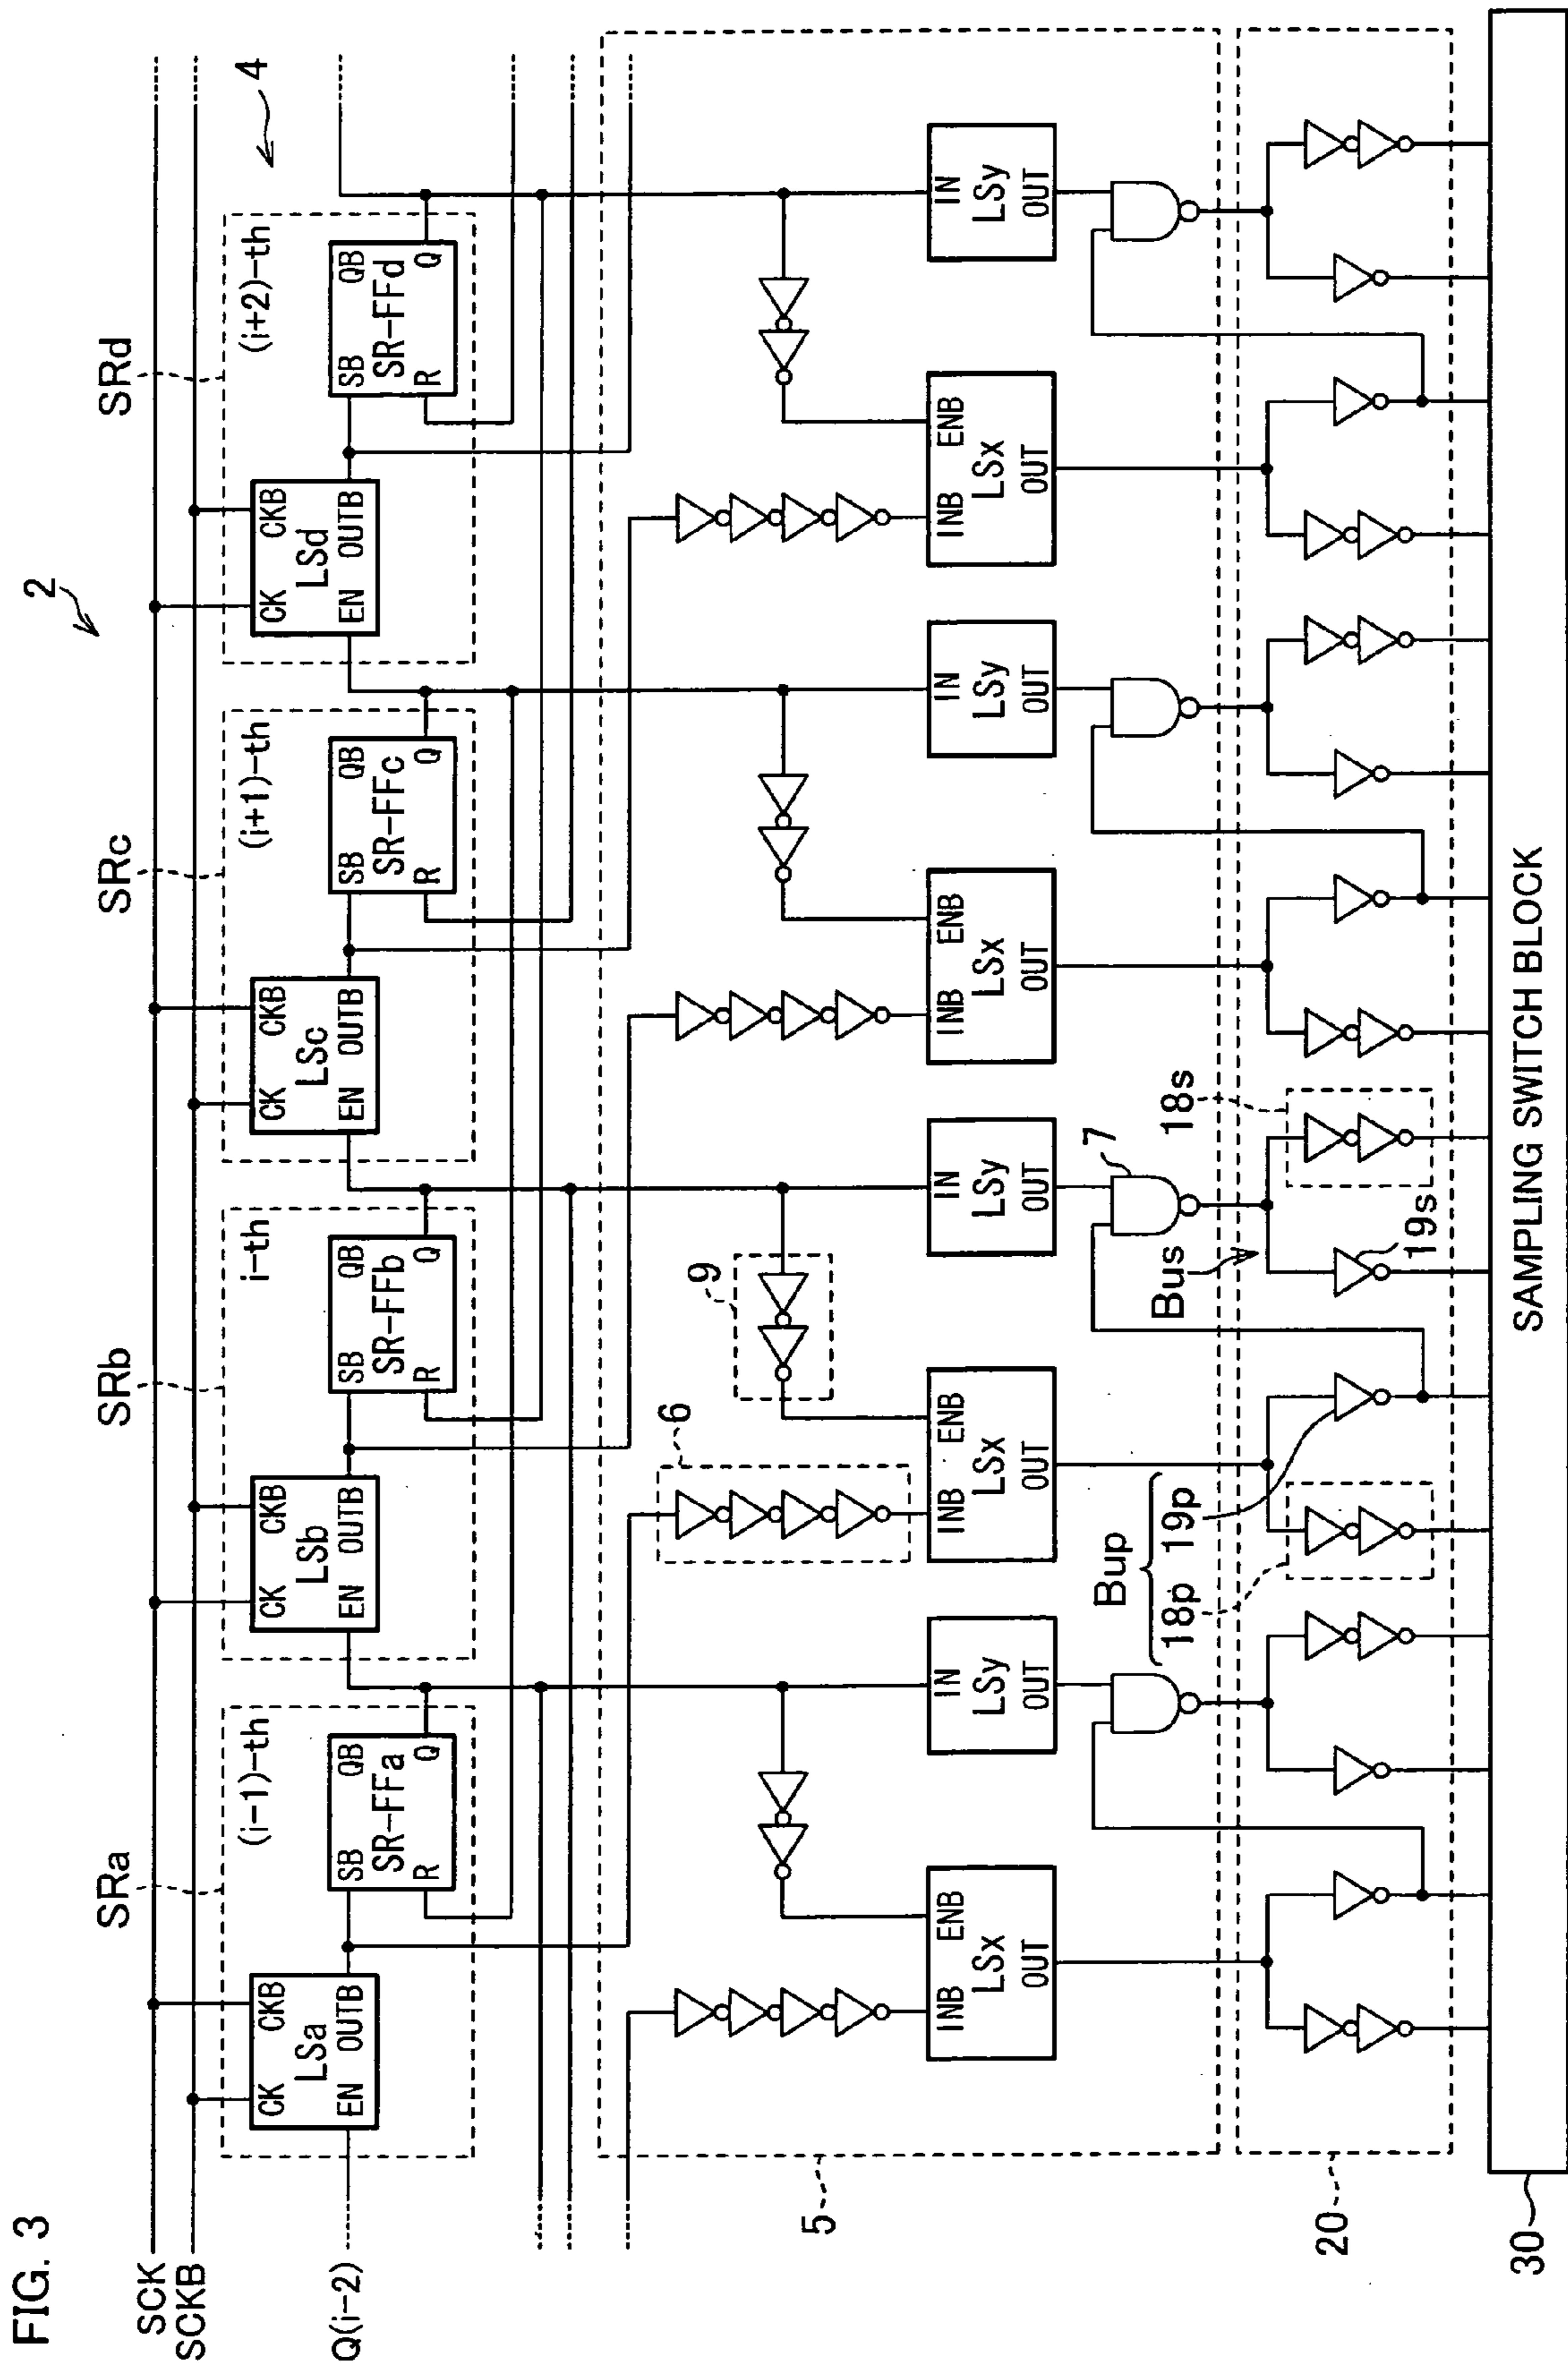 FIG. 3
2
4
SCK
SCKB
Q(i-2)
SRa
SRb
SRc
SRd
(i-1)-th
i-th
(i+1)-th
(i+2)-th
CK CKB
LSa
EN OUTB
SB QB
SR-FFa
R Q
CK CKB
LSb
EN OUTB
SB QB
SR-FFb
R Q
CK CKB
LSc
EN OUTB
SB QB
SR-FFc
R Q
CK CKB
LSd
EN OUTB
SB QB
SR-FFd
R Q
5
6
9
INB ENB
LSx
OUT
IN
LSy
OUT
INB ENB
LSx
OUT
IN
LSy
OUT
INB ENB
LSx
OUT
IN
LSy
OUT
INB ENB
LSx
OUT
IN
LSy
OUT
7
Bup
18p 19p
Bus
18s
19s
20
30
SAMPLING SWITCH BLOCK